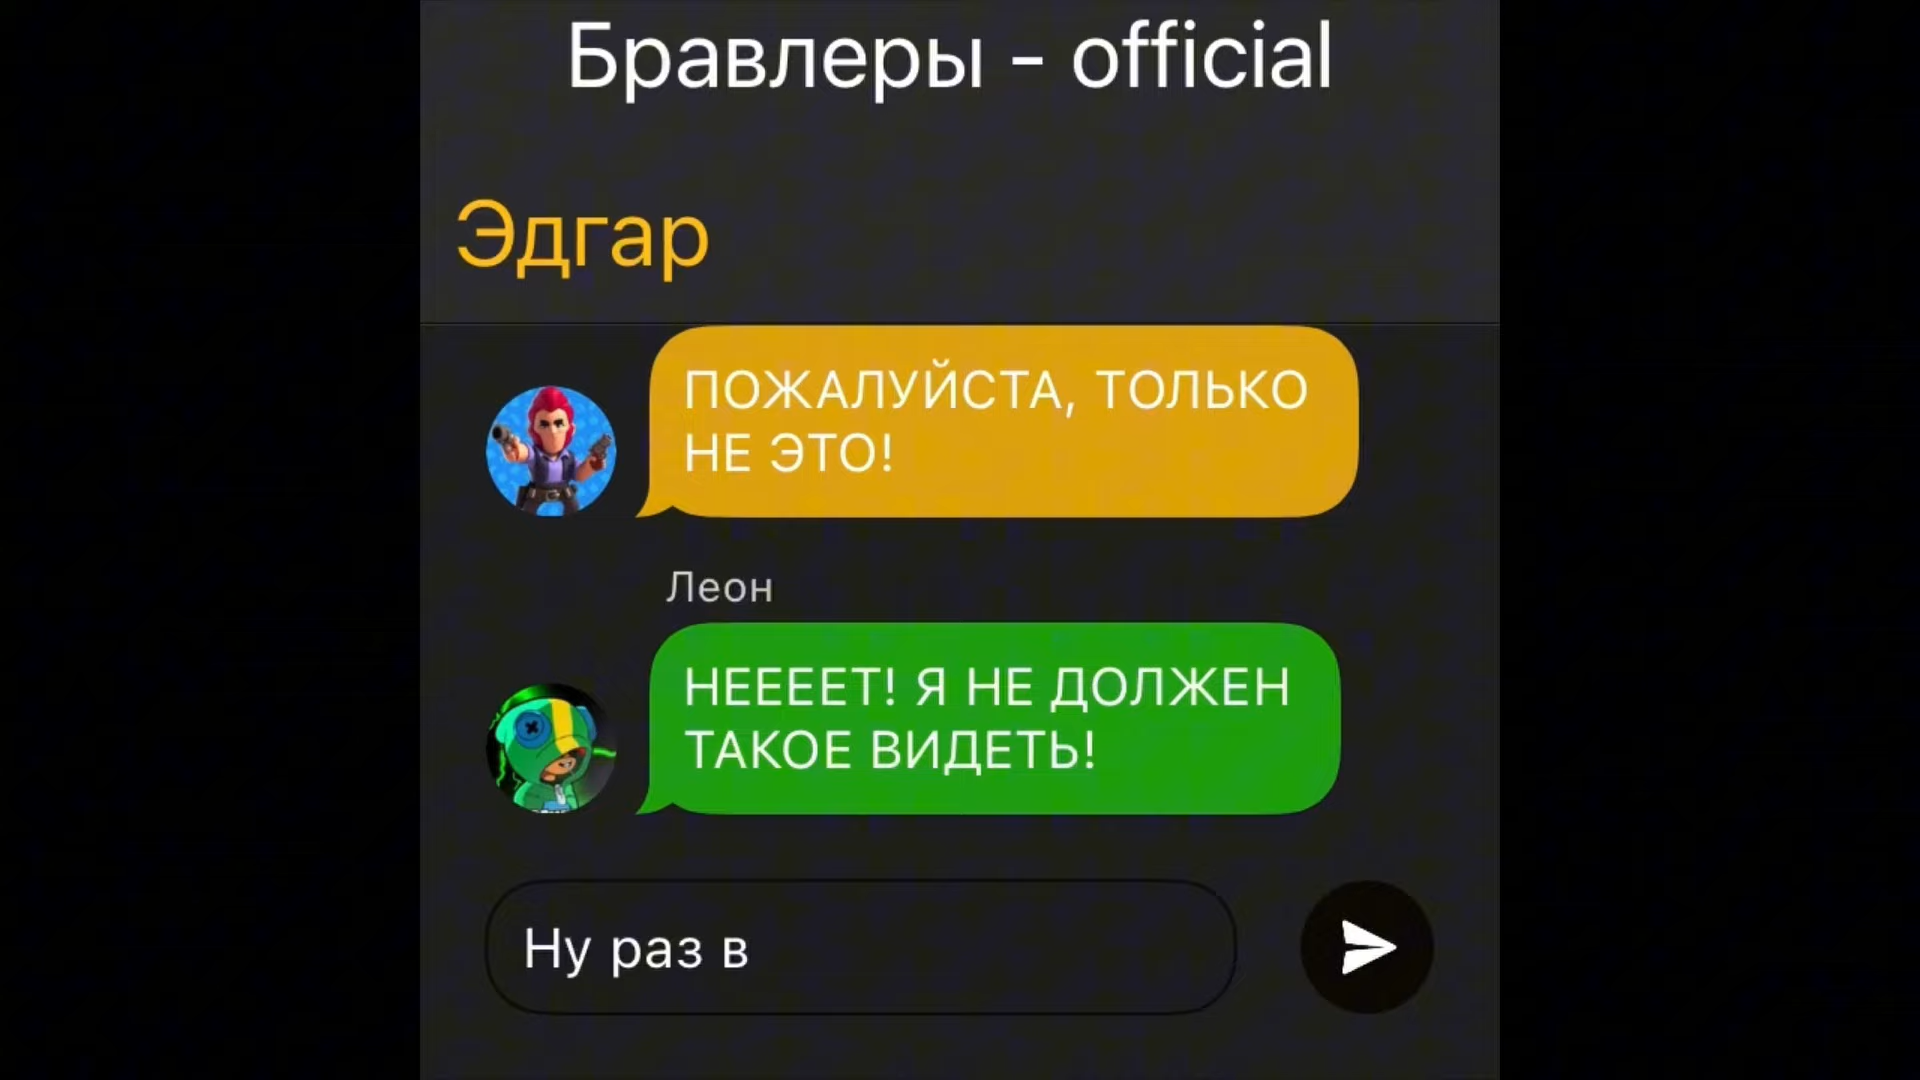 Бравлеры - official
Эдгар
ПОЖАЛУЙСТА, ТОЛЬКО
НЕ ЭТО!
Леон
НЕЕЕЕТ! Я НЕ ДОЛЖЕН
ТАКОЕ ВИДЕТЬ!
Ну раз в